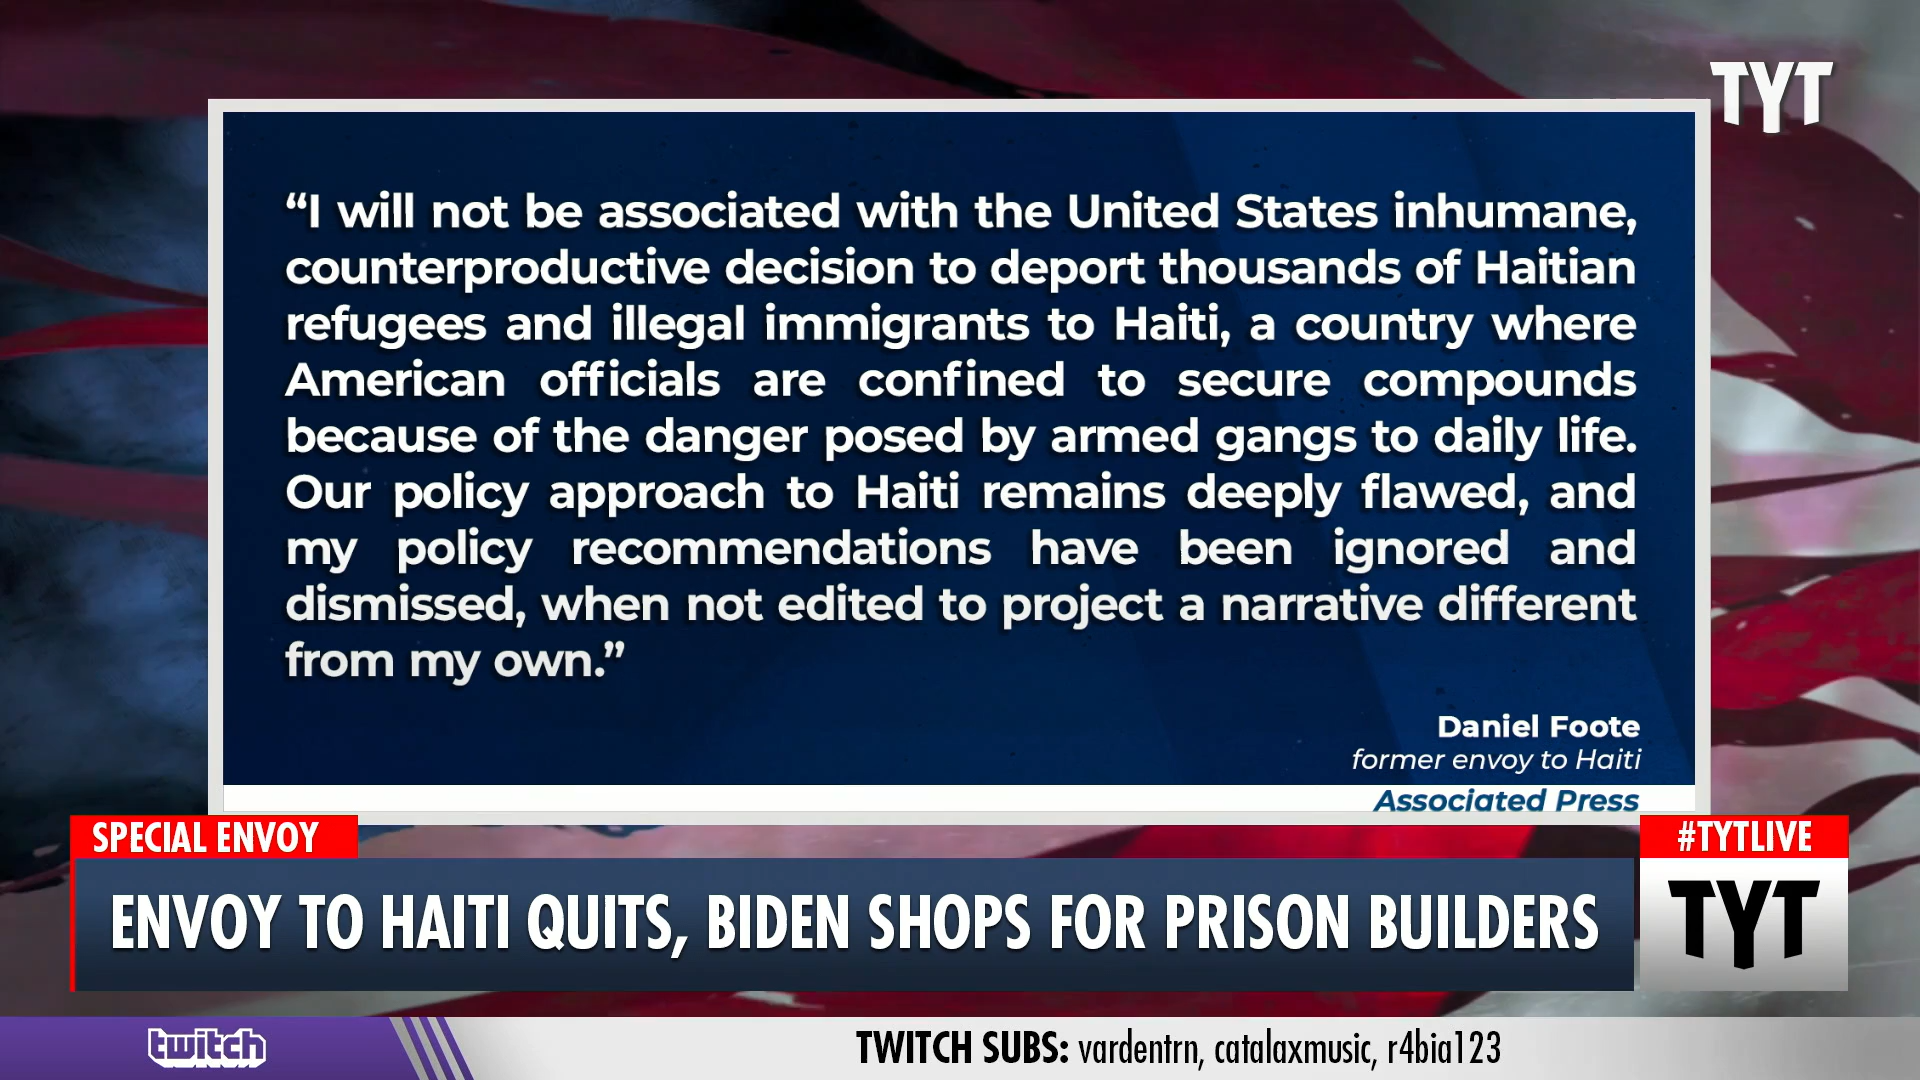 TYT
“I will not be associated with the United States inhumane,
counterproductive decision to deport thousands of Haitian
refugees and illegal immigrants to Haiti, a country where
American officials are confined to secure compounds
because of the danger posed by armed gangs to daily life.
Our policy approach to Haiti remains deeply flawed, and
my policy recommendations have been ignored and
dismissed, when not edited to project a narrative different
from my own.”
Daniel Foote
former envoy to Haiti
Associated Press
SPECIAL ENVOY
#TYTLIVE
ENVOY TO HAITI QUITS, BIDEN SHOPS FOR PRISON BUILDERS
TYT
twitch
TWITCH SUBS: vardentrn, catalaxmusic, r4bia123